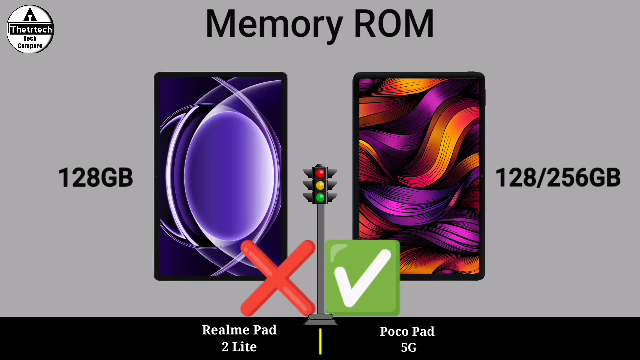 Thetrtech
Tech
Compare
Memory ROM
128GB
128/256GB
Realme Pad
2 Lite
Poco Pad
5G